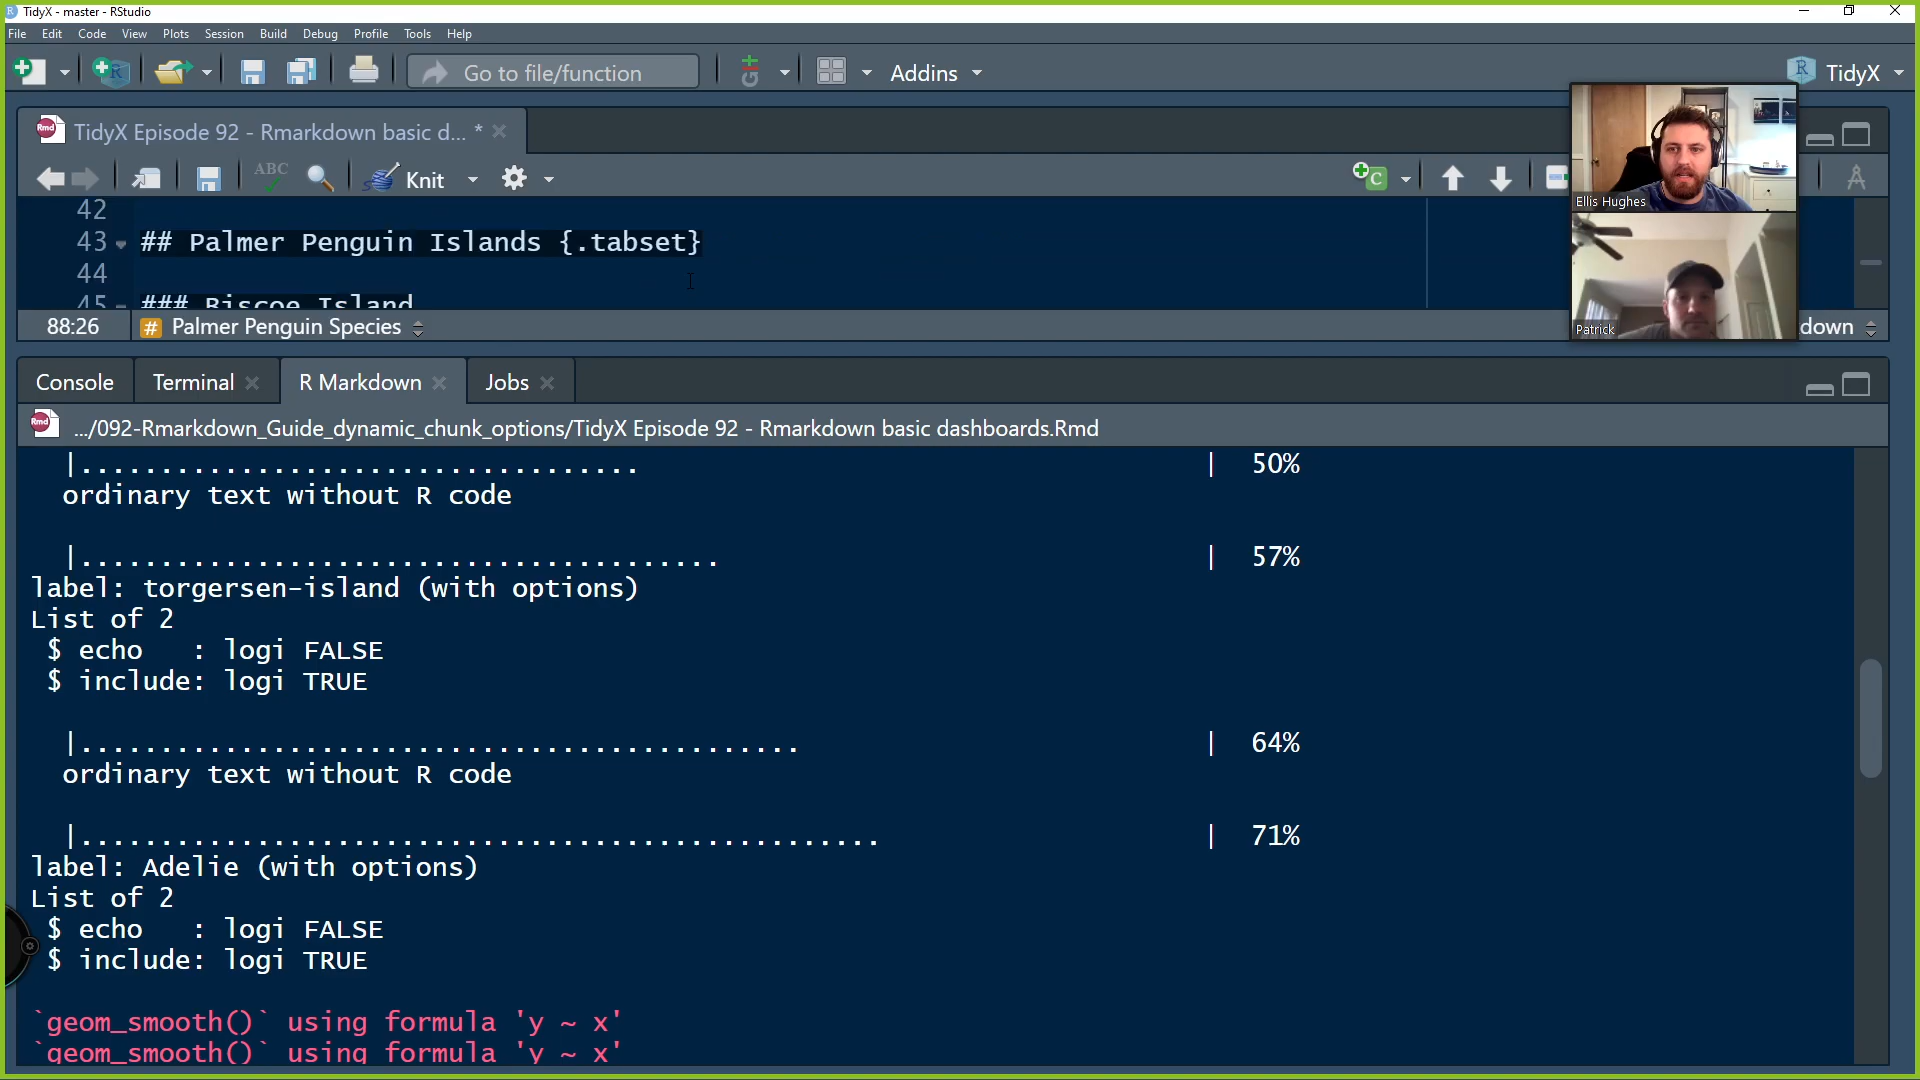 TidyX - master - RStudio
File Edit Code View Plots Session Build Debug Profile Tools Help
Go to file/function Addins TidyX
TidyX Episode 92 - Rmarkdown basic d... *
ABC Knit
42
43 ## Palmer Penguin Islands {.tabset}
44
45 ### Biscoe Island
88:26 # Palmer Penguin Species down
Ellis Hughes
Patrick
Console Terminal R Markdown Jobs
.../092-Rmarkdown_Guide_dynamic_chunk_options/TidyX Episode 92 - Rmarkdown basic dashboards.Rmd
|................................... | 50%
ordinary text without R code
|........................................ | 57%
label: torgersen-island (with options)
List of 2
$ echo : logi FALSE
$ include: logi TRUE
|............................................. | 64%
ordinary text without R code
|.................................................. | 71%
label: Adelie (with options)
List of 2
$ echo : logi FALSE
$ include: logi TRUE
`geom_smooth()` using formula 'y ~ x'
`geom_smooth()` using formula 'y ~ x'